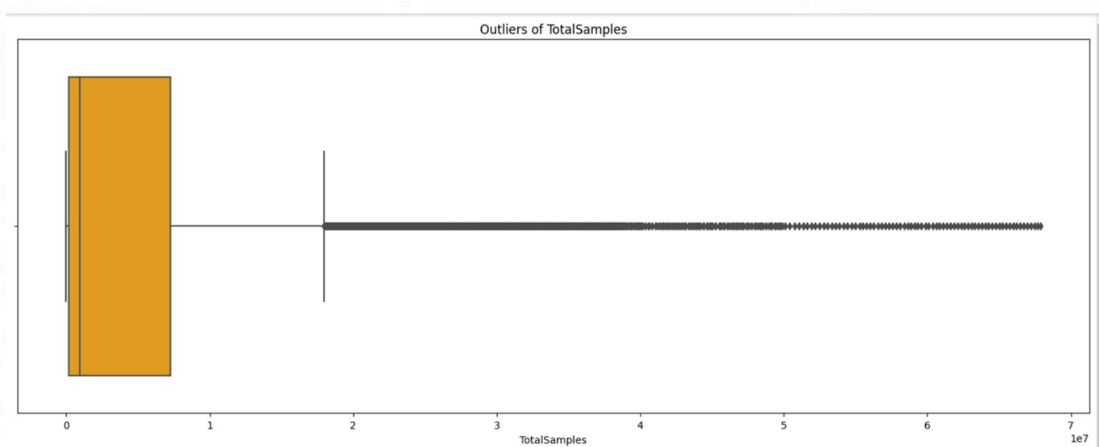 Outliers of TotalSamples
0 1 2 3 4 5 6 7
1e7
TotalSamples